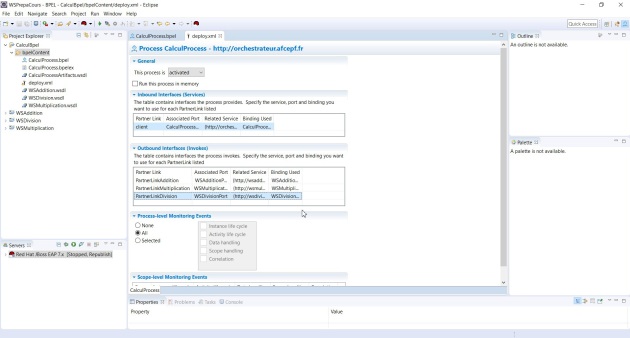 WSPrepaCours - BPEL - CalculBpel/bpelContent/deploy.xml - Eclipse
File Edit Navigate Search Project Run Window Help
Quick Access
Project Explorer
CalculBpel
bpelContent
CalculProcess.bpel
CalculProcess.bpelex
CalculProcessArtifacts.wsdl
deploy.xml
WSAddition.wsdl
WSDivision.wsdl
WSMultiplication.wsdl
WSAddition
WSDivision
WSMultiplication
Servers
Red Hat JBoss EAP 7.x [Stopped, Republish]
CalculProcess.bpel
deploy.xml
Process CalculProcess - http://orchestrateur.afcepf.fr
General
This process is activated
Run this process in memory
Inbound Interfaces (Services)
The table contains interfaces the process provides. Specify the service, port and binding you
want to use for each PartnerLink listed
Partner Link Associated Port Related Service Binding Used
client CalculProcess... {http://orches... CalculProce...
Outbound Interfaces (Invokes)
The table contains interfaces the process invokes. Specify the service, port and binding you want
to use for each PartnerLink listed
Partner Link Associated Port Related Service Binding Used
PartnerLinkAddition WSAdditionP... {http://wsadd... WSAdditio...
PartnerLinkMultiplication WSMultiplicat... {http://wsmul... WSMultipli...
PartnerLinkDivision WSDivisionPort {http://wsdivi... WSDivision...
Process-level Monitoring Events
None
All
Selected
Instance life cycle
Activity life cycle
Data handling
Scope handling
Correlation
Scope-level Monitoring Events
CalculProcess
Properties Problems Tasks Console
Property Value
Outline
An outline is not available.
Palette
A palette is not available.